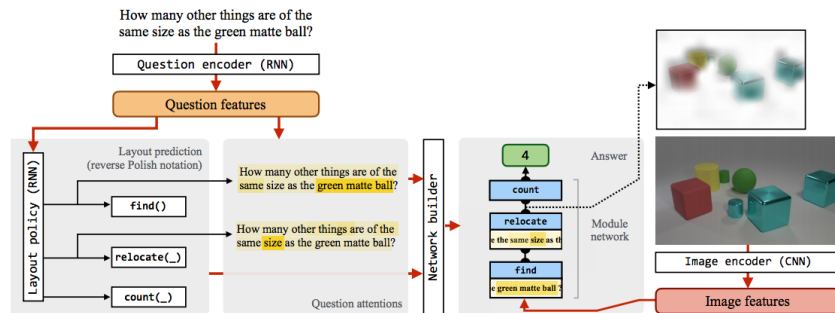 How many other things are of the
same size as the green matte ball?
Question encoder (RNN)
Question features
Layout prediction
(reverse Polish notation)
Layout policy (RNN)
find()
relocate(_)
count(_)
How many other things are of the
same size as the green matte ball?
How many other things are of the
same size as the green matte ball?
Question attentions
Network builder
4
Answer
count
relocate
e the same size as th
find
e green matte ball ?
Module
network
Image encoder (CNN)
Image features